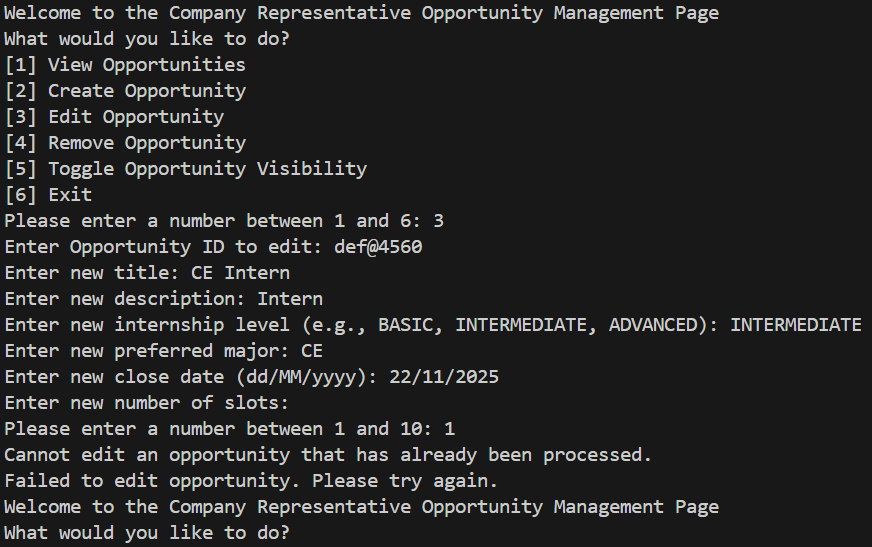 Welcome to the Company Representative Opportunity Management Page
What would you like to do?
[1] View Opportunities
[2] Create Opportunity
[3] Edit Opportunity
[4] Remove Opportunity
[5] Toggle Opportunity Visibility
[6] Exit
Please enter a number between 1 and 6: 3
Enter Opportunity ID to edit: def@4560
Enter new title: CE Intern
Enter new description: Intern
Enter new internship level (e.g., BASIC, INTERMEDIATE, ADVANCED): INTERMEDIATE
Enter new preferred major: CE
Enter new close date (dd/MM/yyyy): 22/11/2025
Enter new number of slots:
Please enter a number between 1 and 10: 1
Cannot edit an opportunity that has already been processed.
Failed to edit opportunity. Please try again.
Welcome to the Company Representative Opportunity Management Page
What would you like to do?